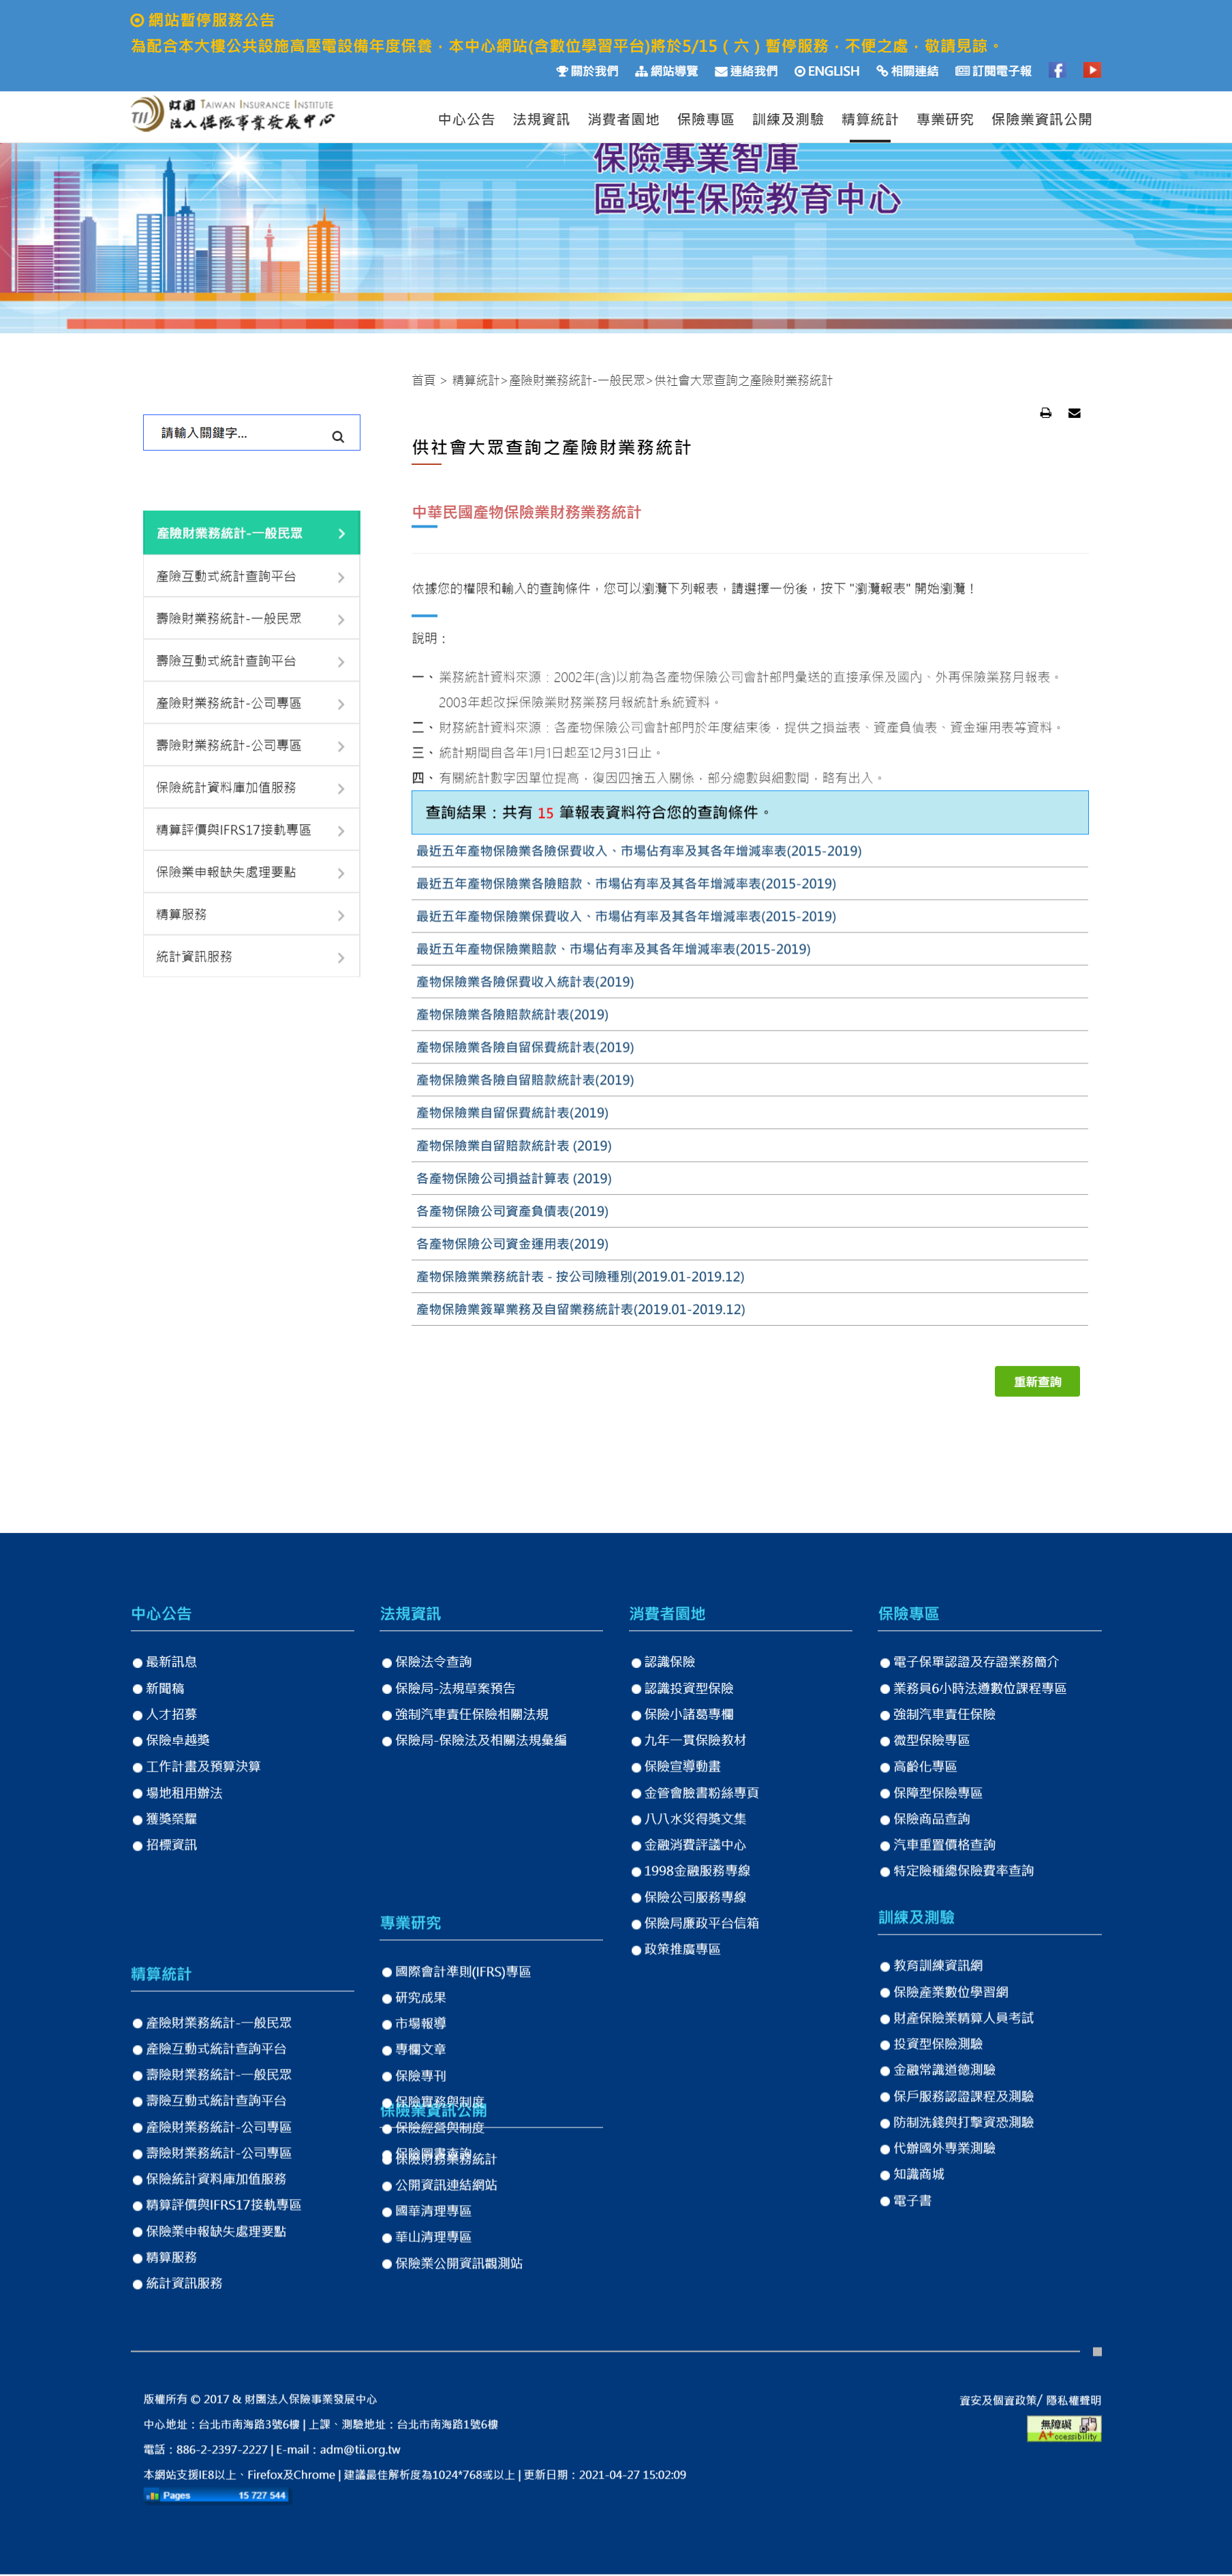 網站暫停服務公告
為配合本大樓公共設施高壓電設備年度保養，本中心網站(含數位學習平台)將於5/15（六）暫停服務，不便之處，敬請見諒。
關於我們 網站導覽 連絡我們 ENGLISH 相關連結 訂閱電子報
財團 TAIWAN INSURANCE INSTITUTE
法人保險事業發展中心
中心公告 法規資訊 消費者園地 保險專區 訓練及測驗 精算統計 專業研究 保險業資訊公開
保險專業智庫
區域性保險教育中心
首頁 > 精算統計>產險財業務統計-一般民眾>供社會大眾查詢之產險財業務統計
請輸入關鍵字...
產險財業務統計-一般民眾
產險互動式統計查詢平台
壽險財業務統計-一般民眾
壽險互動式統計查詢平台
產險財業務統計-公司專區
壽險財業務統計-公司專區
保險統計資料庫加值服務
精算評價與IFRS17接軌專區
保險業申報缺失處理要點
精算服務
統計資訊服務
供社會大眾查詢之產險財業務統計
中華民國產物保險業財務業務統計
依據您的權限和輸入的查詢條件，您可以瀏灠下列報表，請選擇一份後，按下 "瀏灠報表" 開始瀏灠！
說明：
一、業務統計資料來源：2002年(含)以前為各產物保險公司會計部門彙送的直接承保及國內、外再保險業務月報表。
2003年起改採保險業財務業務月報統計系統資料。
二、財務統計資料來源：各產物保險公司會計部門於年度結束後，提供之損益表、資產負債表、資金運用表等資料。
三、統計期間自各年1月1日起至12月31日止。
四、有關統計數字因單位提高，復因四捨五入關係，部分總數與細數間，略有出入。
查詢結果：共有 15 筆報表資料符合您的查詢條件。
最近五年產物保險業各險保費收入、市場佔有率及其各年增減率表(2015-2019)
最近五年產物保險業各險賠款、市場佔有率及其各年增減率表(2015-2019)
最近五年產物保險業保費收入、市場佔有率及其各年增減率表(2015-2019)
最近五年產物保險業賠款、市場佔有率及其各年增減率表(2015-2019)
產物保險業各險保費收入統計表(2019)
產物保險業各險賠款統計表(2019)
產物保險業各險自留保費統計表(2019)
產物保險業各險自留賠款統計表(2019)
產物保險業自留保費統計表(2019)
產物保險業自留賠款統計表 (2019)
各產物保險公司損益計算表 (2019)
各產物保險公司資產負債表(2019)
各產物保險公司資金運用表(2019)
產物保險業業務統計表 - 按公司險種別(2019.01-2019.12)
產物保險業簽單業務及自留業務統計表(2019.01-2019.12)
重新查詢
中心公告
最新訊息
新聞稿
人才招募
保險卓越獎
工作計畫及預算決算
場地租用辦法
獲獎榮耀
招標資訊
法規資訊
保險法令查詢
保險局-法規草案預告
強制汽車責任保險相關法規
保險局-保險法及相關法規彙編
消費者園地
認識保險
認識投資型保險
保險小諸葛專欄
九年一貫保險教材
保險宣導動畫
金管會臉書粉絲專頁
八八水災得獎文集
金融消費評議中心
1998金融服務專線
保險公司服務專線
保險局廉政平台信箱
政策推廣專區
保險專區
電子保單認證及存證業務簡介
業務員6小時法遵數位課程專區
強制汽車責任保險
微型保險專區
高齡化專區
保障型保險專區
保險商品查詢
汽車重置價格查詢
特定險種總保險費率查詢
訓練及測驗
教育訓練資訊網
保險產業數位學習網
財產保險業精算人員考試
投資型保險測驗
金融常識道德測驗
保戶服務認證課程及測驗
防制洗錢與打擊資恐測驗
代辦國外專業測驗
知識商城
電子書
精算統計
產險財業務統計-一般民眾
產險互動式統計查詢平台
壽險財業務統計-一般民眾
壽險互動式統計查詢平台
產險財業務統計-公司專區
壽險財業務統計-公司專區
保險統計資料庫加值服務
精算評價與IFRS17接軌專區
保險業申報缺失處理要點
精算服務
統計資訊服務
專業研究
國際會計準則(IFRS)專區
研究成果
市場報導
專欄文章
保險專刊
保險實務與制度
保險經營與制度
保險圖書查詢
保險業資訊公開
保險財務業務統計
公開資訊連結網站
國華清理專區
華山清理專區
保險業公開資訊觀測站
版權所有 © 2017 & 財團法人保險事業發展中心
中心地址：台北市南海路3號6樓 | 上課、測驗地址：台北市南海路1號6樓
電話：886-2-2397-2227 | E-mail：adm@tii.org.tw
本網站支援IE8以上、Firefox及Chrome | 建議最佳解析度為1024*768或以上 | 更新日期：2021-04-27 15:02:09
Pages 15 727 544
資安及個資政策/ 隱私權聲明
無障礙
A+ccessibility